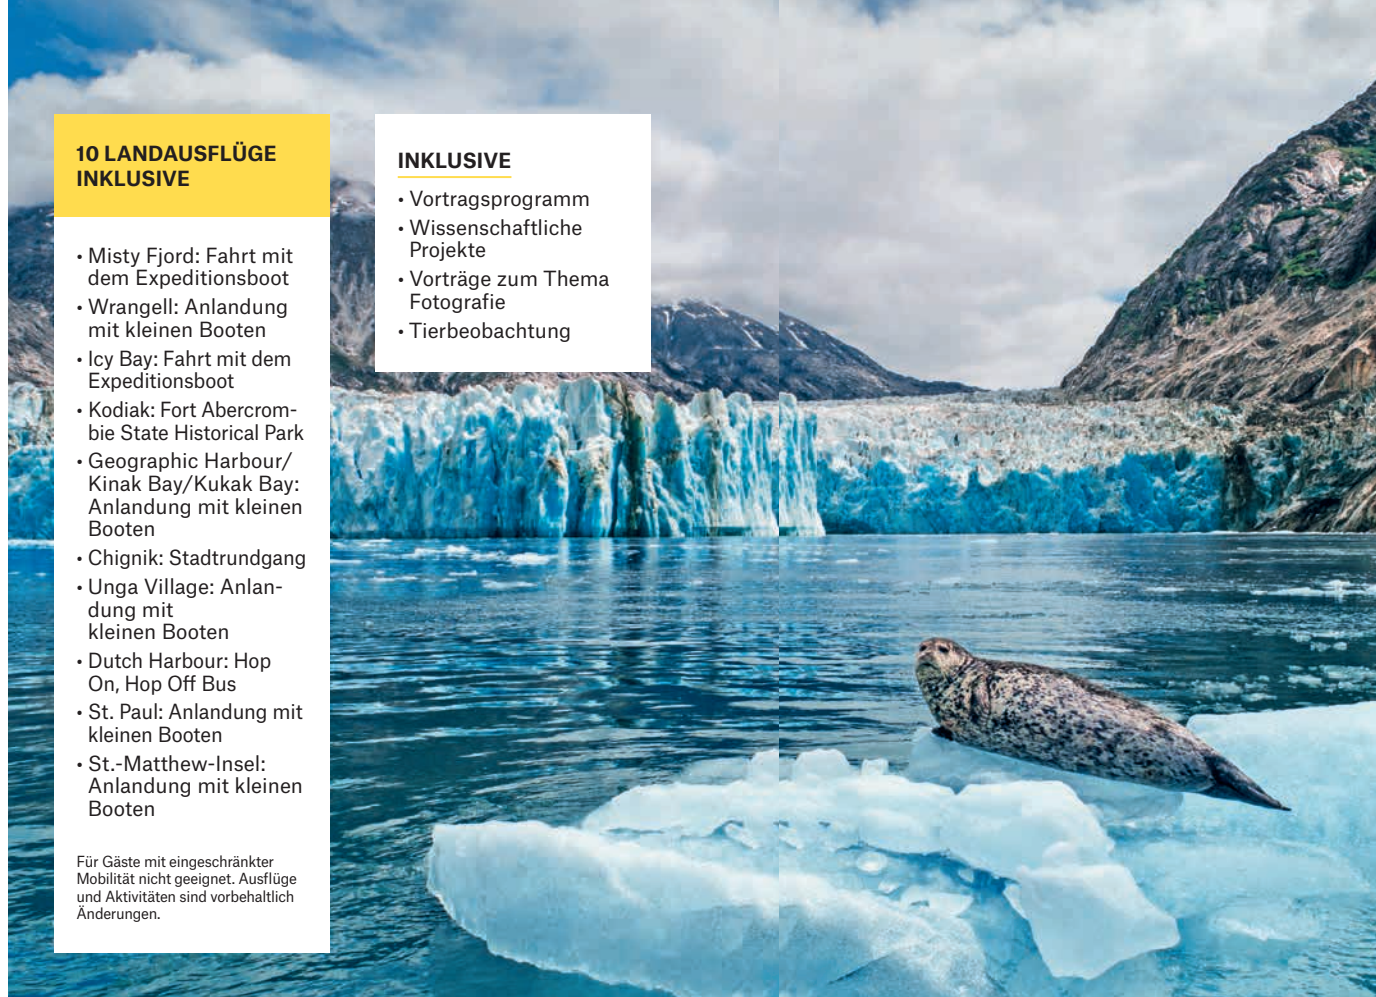 10 LANDAUSFLÜGE
INKLUSIVE
• Misty Fjord: Fahrt mit
dem Expeditionsboot
• Wrangell: Anlandung
mit kleinen Booten
• Icy Bay: Fahrt mit dem
Expeditionsboot
• Kodiak: Fort Abercrom-
bie State Historical Park
• Geographic Harbour/
Kinak Bay/Kukak Bay:
Anlandung mit kleinen
Booten
• Chignik: Stadtrundgang
• Unga Village: Anlan-
dung mit
kleinen Booten
• Dutch Harbour: Hop
On, Hop Off Bus
• St. Paul: Anlandung mit
kleinen Booten
• St.-Matthew-Insel:
Anlandung mit kleinen
Booten
Für Gäste mit eingeschränkter
Mobilität nicht geeignet. Ausflüge
und Aktivitäten sind vorbehaltlich
Änderungen.
INKLUSIVE
• Vortragsprogramm
• Wissenschaftliche
Projekte
• Vorträge zum Thema
Fotografie
• Tierbeobachtung